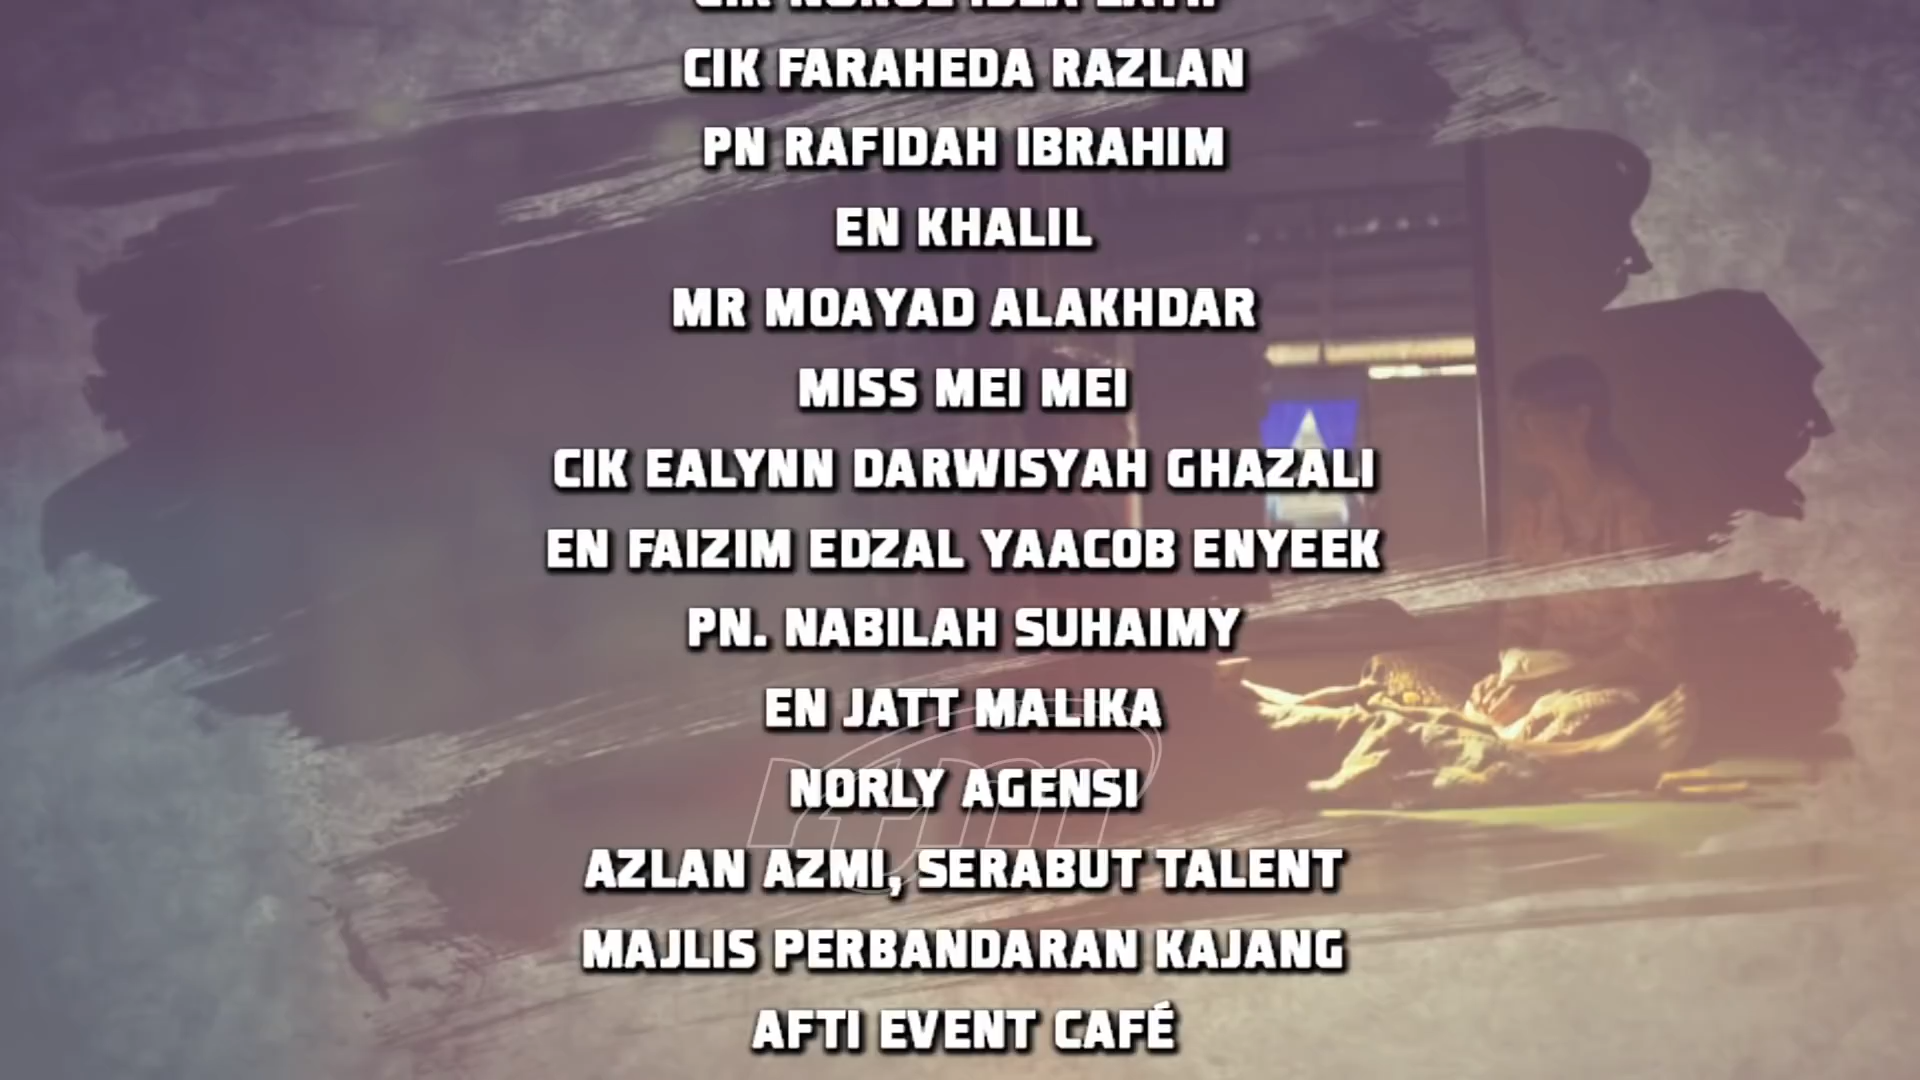 CIK FARAHEDA RAZLAN
PN RAFIDAH IBRAHIM
EN KHALIL
MR MOAYAD ALAKHDAR
MISS MEI MEI
CIK EALYNN DARWISYAH GHAZALI
EN FAIZIM EDZAL YAACOB ENYEEK
PN. NABILAH SUHAIMY
EN JATT MALIKA
NORLY AGENSI
rtm
AZLAN AZMI, SERABUT TALENT
MAJLIS PERBANDARAN KAJANG
AFTI EVENT CAFÉ